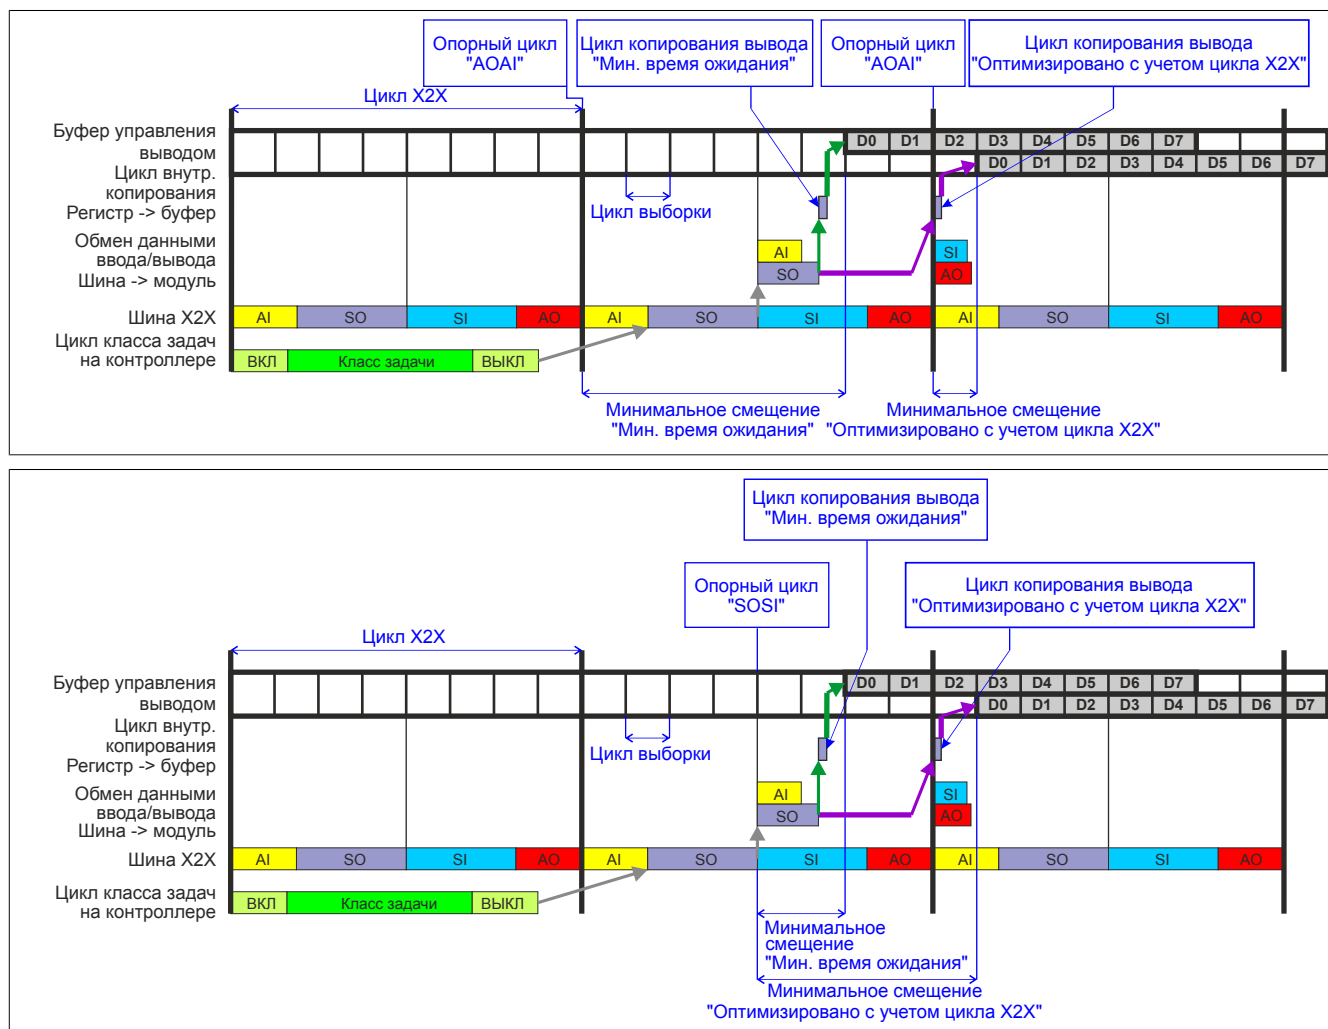 Опорный цикл
"AOAI"
Цикл копирования вывода
"Мин. время ожидания"
Опорный цикл
"AOAI"
Цикл копирования вывода
"Оптимизировано с учетом цикла X2X"
Цикл X2X
Буфер управления
выводом
D0 D1 D2 D3 D4 D5 D6 D7
D0 D1 D2 D3 D4 D5 D6 D7
Цикл внутр.
копирования
Регистр -> буфер
Цикл выборки
Обмен данными
ввода/вывода
Шина -> модуль
AI SI
SO AO
Шина X2X
AI SO SI AO AI SO SI AO AI SO SI AO
Цикл класса задач
на контроллере
ВКЛ Класс задачи ВЫКЛ
Минимальное смещение
"Мин. время ожидания"
Минимальное смещение
"Оптимизировано с учетом цикла X2X"
Цикл копирования вывода
"Мин. время ожидания"
Опорный цикл
"SOSI"
Цикл копирования вывода
"Оптимизировано с учетом цикла X2X"
Цикл X2X
Буфер управления
выводом
D0 D1 D2 D3 D4 D5 D6 D7
D0 D1 D2 D3 D4 D5 D6 D7
Цикл внутр.
копирования
Регистр -> буфер
Цикл выборки
Обмен данными
ввода/вывода
Шина -> модуль
AI SI
SO AO
Шина X2X
AI SO SI AO AI SO SI AO AI SO SI AO
Цикл класса задач
на контроллере
ВКЛ Класс задачи ВЫКЛ
Минимальное
смещение
"Мин. время ожидания"
Минимальное смещение
"Оптимизировано с учетом цикла X2X"